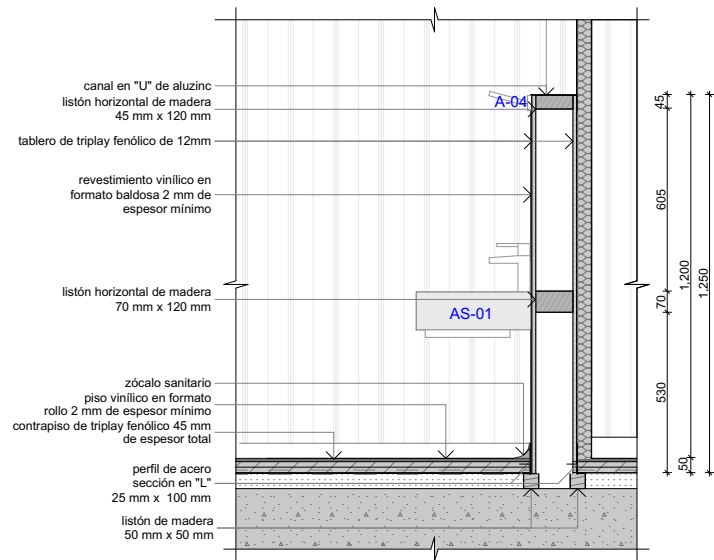 canal en "U" de aluzinc
listón horizontal de madera
45 mm x 120 mm
tablero de triplay fenólico de 12mm
revestimiento vinílico en
formato baldosa 2 mm de
espesor mínimo
listón horizontal de madera
70 mm x 120 mm
zócalo sanitario
piso vinílico en formato
rollo 2 mm de espesor mínimo
contrapiso de triplay fenólico 45 mm
de espesor total
perfil de acero
sección en "L"
25 mm x 100 mm
listón de madera
50 mm x 50 mm
A-04
AS-01
45
605
70
530
50
1,200
1,250